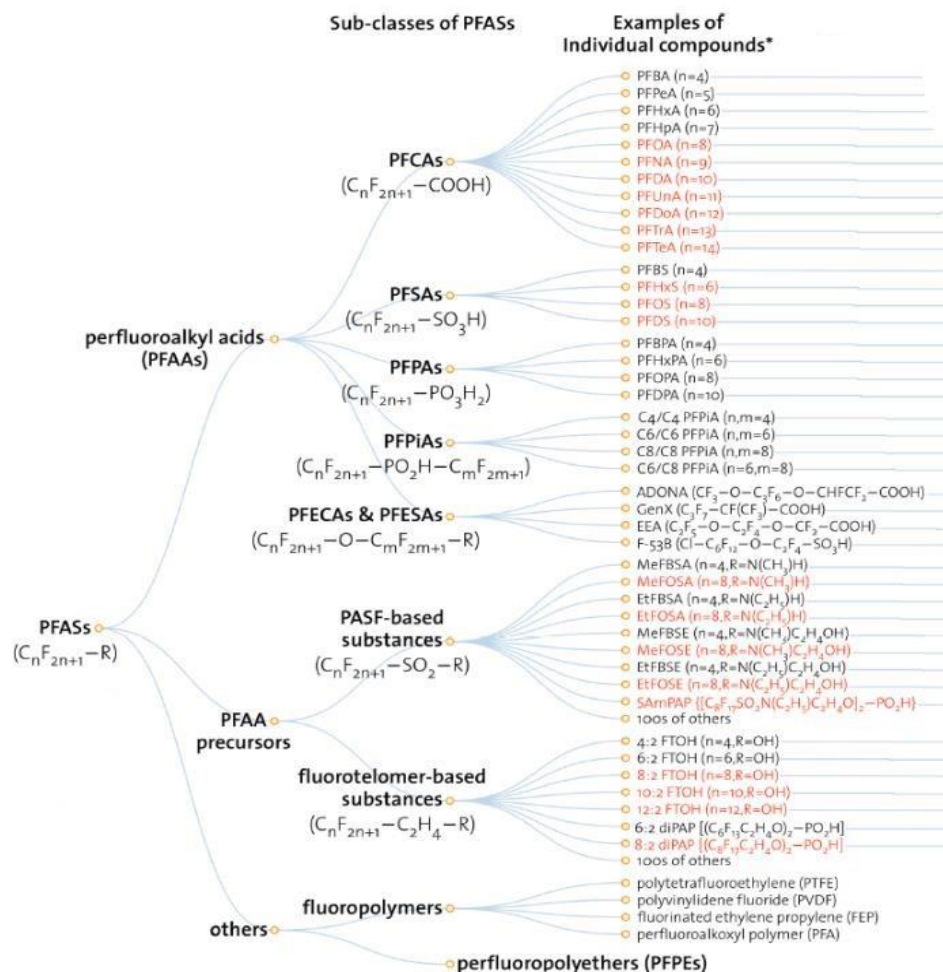 Sub-classes of PFASs
Examples of
Individual compounds*
PFASs
(CₙF₂ₙ₊₁–R)
perfluoroalkyl acids
(PFAAs)
PFCAs
(CₙF₂ₙ₊₁–COOH)
PFBA (n=4)
PFPeA (n=5)
PFHxA (n=6)
PFHpA (n=7)
PFOA (n=8)
PFNA (n=9)
PFDA (n=10)
PFUnA (n=11)
PFDoA (n=12)
PFTrA (n=13)
PFTeA (n=14)
PFSAs
(CₙF₂ₙ₊₁–SO₃H)
PFBS (n=4)
PFHxS (n=6)
PFOS (n=8)
PFDS (n=10)
PFPAs
(CₙF₂ₙ₊₁–PO₃H₂)
PFBPA (n=4)
PFHxPA (n=6)
PFOPA (n=8)
PFDPA (n=10)
PFPiAs
(CₙF₂ₙ₊₁–PO₂H–CₘF₂ₘ₊₁)
C4/C4 PFPiA (n,m=4)
C6/C6 PFPiA (n,m=6)
C8/C8 PFPiA (n,m=8)
C6/C8 PFPiA (n=6,m=8)
PFECAs & PFESAs
(CₙF₂ₙ₊₁–O–CₘF₂ₘ₊₁–R)
ADONA (CF₃–O–C₃F₆–O–CHFCF₂–COOH)
GenX (C₃F₇–CF(CF₃)–COOH)
EEA (C₂F₅–O–C₂F₄–O–CF₂–COOH)
F-53B (Cl–C₆F₁₂–O–C₂F₄–SO₃H)
PFAA
precursors
PASF-based
substances
(CₙF₂ₙ₊₁–SO₂–R)
MeFBSA (n=4,R=N(CH₃)H)
MeFOSA (n=8,R=N(CH₃)H)
EtFBSA (n=4,R=N(C₂H₅)H)
EtFOSA (n=8,R=N(C₂H₅)H)
MeFBSE (n=4,R=N(CH₃)C₂H₄OH)
MeFOSE (n=8,R=N(CH₃)C₂H₄OH)
EtFBSE (n=4,R=N(C₂H₅)C₂H₄OH)
EtFOSE (n=8,R=N(C₂H₅)C₂H₄OH)
SAmPAP {[C₈F₁₇SO₂N(C₂H₅)C₂H₄O]₂–PO₂H}
100s of others
fluorotelomer-based
substances
(CₙF₂ₙ₊₁–C₂H₄–R)
4:2 FTOH (n=4,R=OH)
6:2 FTOH (n=6,R=OH)
8:2 FTOH (n=8,R=OH)
10:2 FTOH (n=10,R=OH)
12:2 FTOH (n=12,R=OH)
6:2 diPAP [(C₆F₁₃C₂H₄O)₂–PO₂H]
8:2 diPAP [(C₈F₁₇C₂H₄O)₂–PO₂H]
100s of others
others
fluoropolymers
polytetrafluoroethylene (PTFE)
polyvinylidene fluoride (PVDF)
fluorinated ethylene propylene (FEP)
perfluoroalkoxyl polymer (PFA)
perfluoropolyethers (PFPEs)